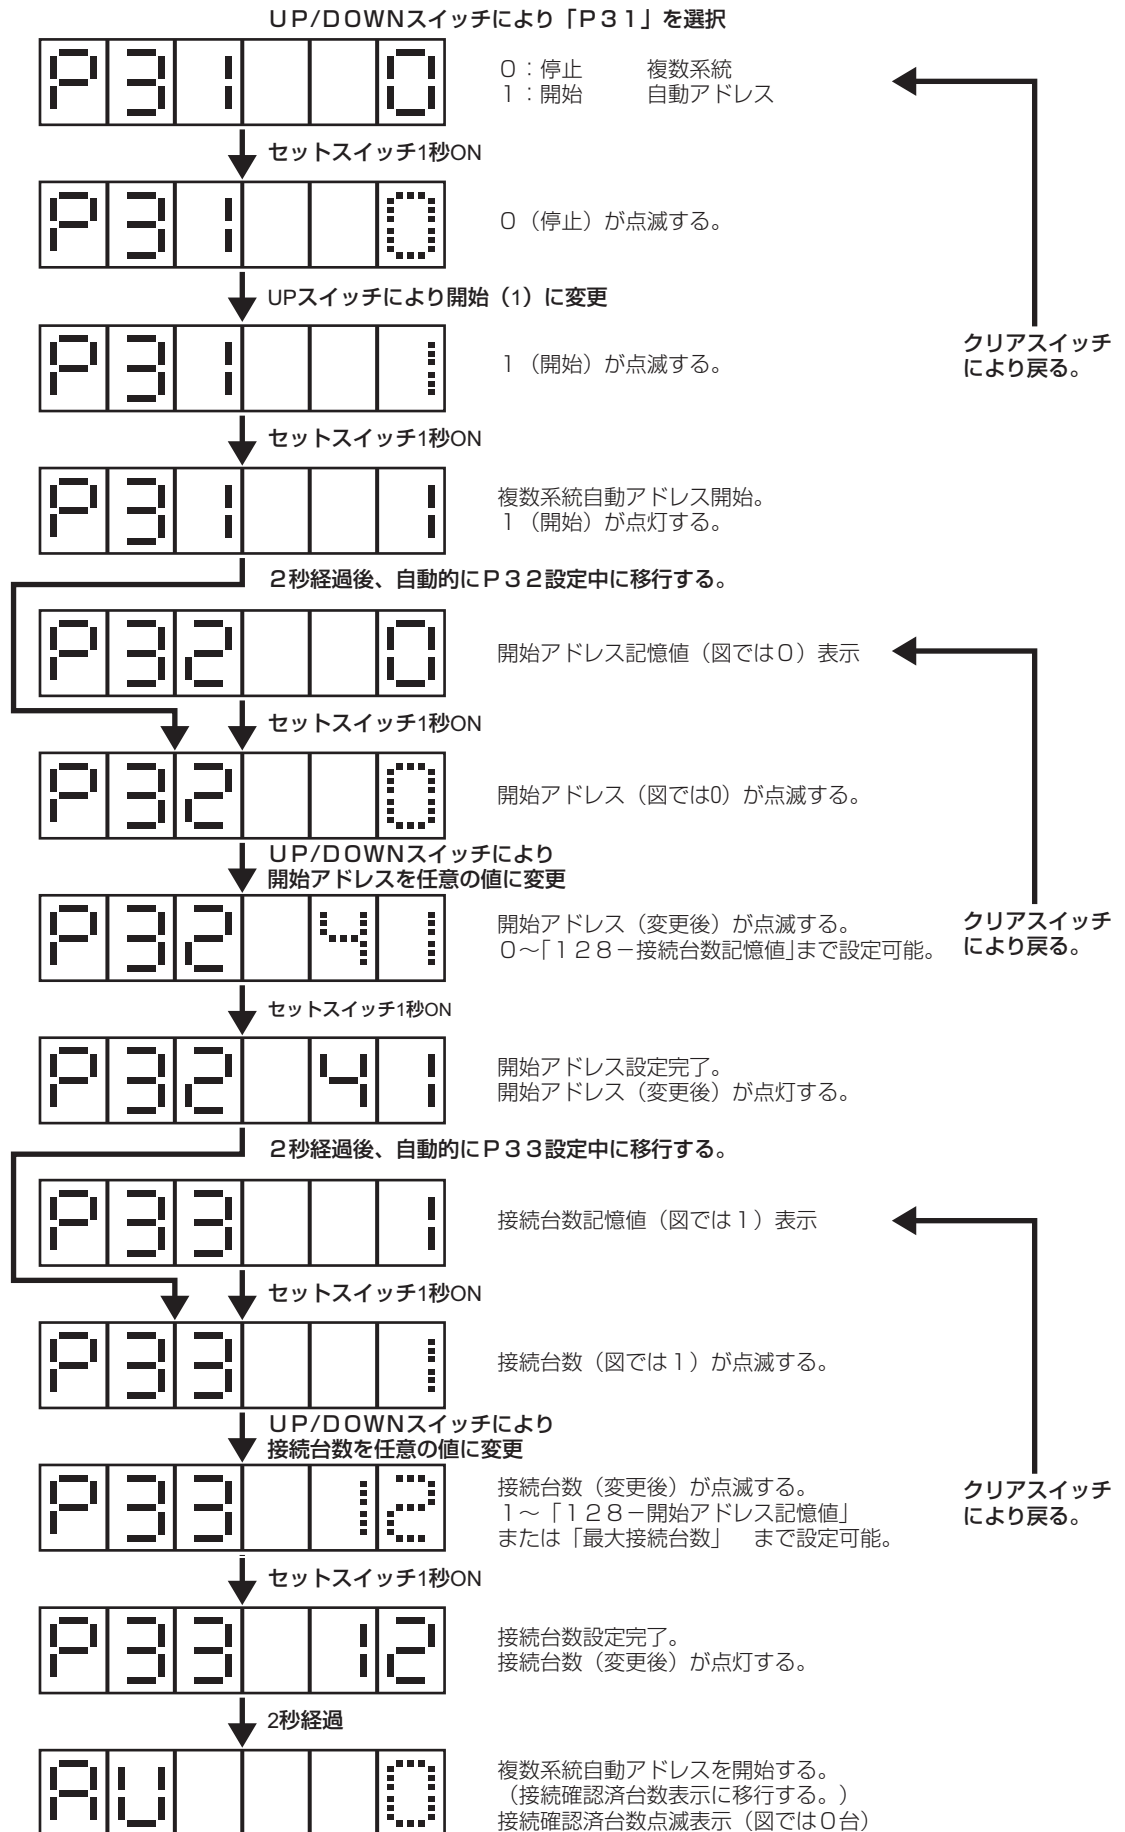 UP/DOWNスイッチにより「P31」を選択
P31 0
0：停止 複数系統
1：開始 自動アドレス
セットスイッチ1秒ON
P31 0
0（停止）が点滅する。
UPスイッチにより開始（1）に変更
P31 1
1（開始）が点滅する。
クリアスイッチ
により戻る。
セットスイッチ1秒ON
P31 1
複数系統自動アドレス開始。
1（開始）が点灯する。
2秒経過後、自動的にP32設定中に移行する。
P32 0
開始アドレス記憶値（図では0）表示
セットスイッチ1秒ON
P32 0
開始アドレス（図では0）が点滅する。
UP/DOWNスイッチにより
開始アドレスを任意の値に変更
P32 41
開始アドレス（変更後）が点滅する。
0～「128－接続台数記憶値」まで設定可能。
クリアスイッチ
により戻る。
セットスイッチ1秒ON
P32 41
開始アドレス設定完了。
開始アドレス（変更後）が点灯する。
2秒経過後、自動的にP33設定中に移行する。
P33 1
接続台数記憶値（図では1）表示
セットスイッチ1秒ON
P33 1
接続台数（図では1）が点滅する。
UP/DOWNスイッチにより
接続台数を任意の値に変更
P33 12
接続台数（変更後）が点滅する。
1～「128－開始アドレス記憶値」
または「最大接続台数」 まで設定可能。
クリアスイッチ
により戻る。
セットスイッチ1秒ON
P33 12
接続台数設定完了。
接続台数（変更後）が点灯する。
2秒経過
AU 0
複数系統自動アドレスを開始する。
（接続確認済台数表示に移行する。）
接続確認済台数点滅表示（図では0台）